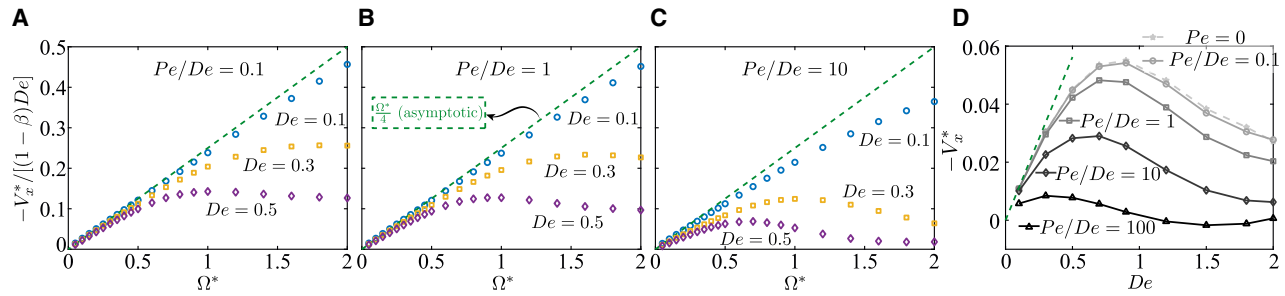 A
B
C
D
−V*x/[(1 − β)De]
0.5
0.4
0.3
0.2
0.1
0
Pe/De = 0.1
De = 0.1
De = 0.3
De = 0.5
0
0.5
1
1.5
2
Ω*
Pe/De = 1
Ω*/4 (asymptotic)
De = 0.1
De = 0.3
De = 0.5
0
0.5
1
1.5
2
Ω*
Pe/De = 10
De = 0.1
De = 0.3
De = 0.5
0
0.5
1
1.5
2
Ω*
−V*x
0.06
0.04
0.02
0
Pe = 0
Pe/De = 0.1
Pe/De = 1
Pe/De = 10
Pe/De = 100
0
0.5
1
1.5
2
De